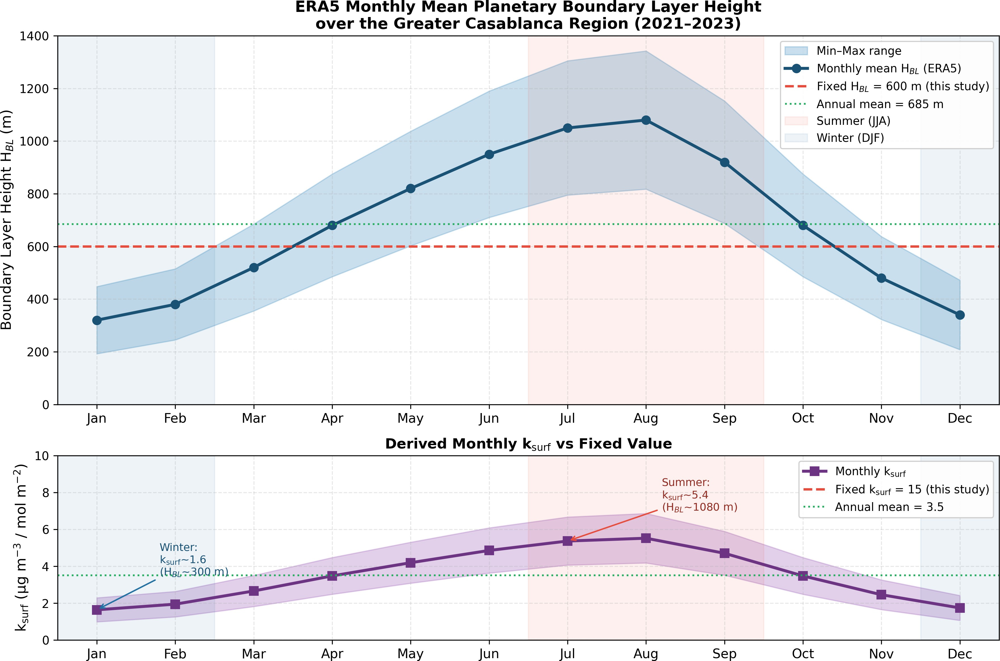 ERA5 Monthly Mean Planetary Boundary Layer Height
over the Greater Casablanca Region (2021–2023)
Boundary Layer Height H_BL (m)
1400
1200
1000
800
600
400
200
0
Min–Max range
Monthly mean H_BL (ERA5)
Fixed H_BL = 600 m (this study)
Annual mean = 685 m
Summer (JJA)
Winter (DJF)
Jan Feb Mar Apr May Jun Jul Aug Sep Oct Nov Dec
Derived Monthly k_surf vs Fixed Value
k_surf (μg m⁻³ / mol m⁻²)
10
8
6
4
2
0
Winter:
k_surf~1.6
(H_BL~300 m)
Summer:
k_surf~5.4
(H_BL~1080 m)
Monthly k_surf
Fixed k_surf = 15 (this study)
Annual mean = 3.5
Jan Feb Mar Apr May Jun Jul Aug Sep Oct Nov Dec